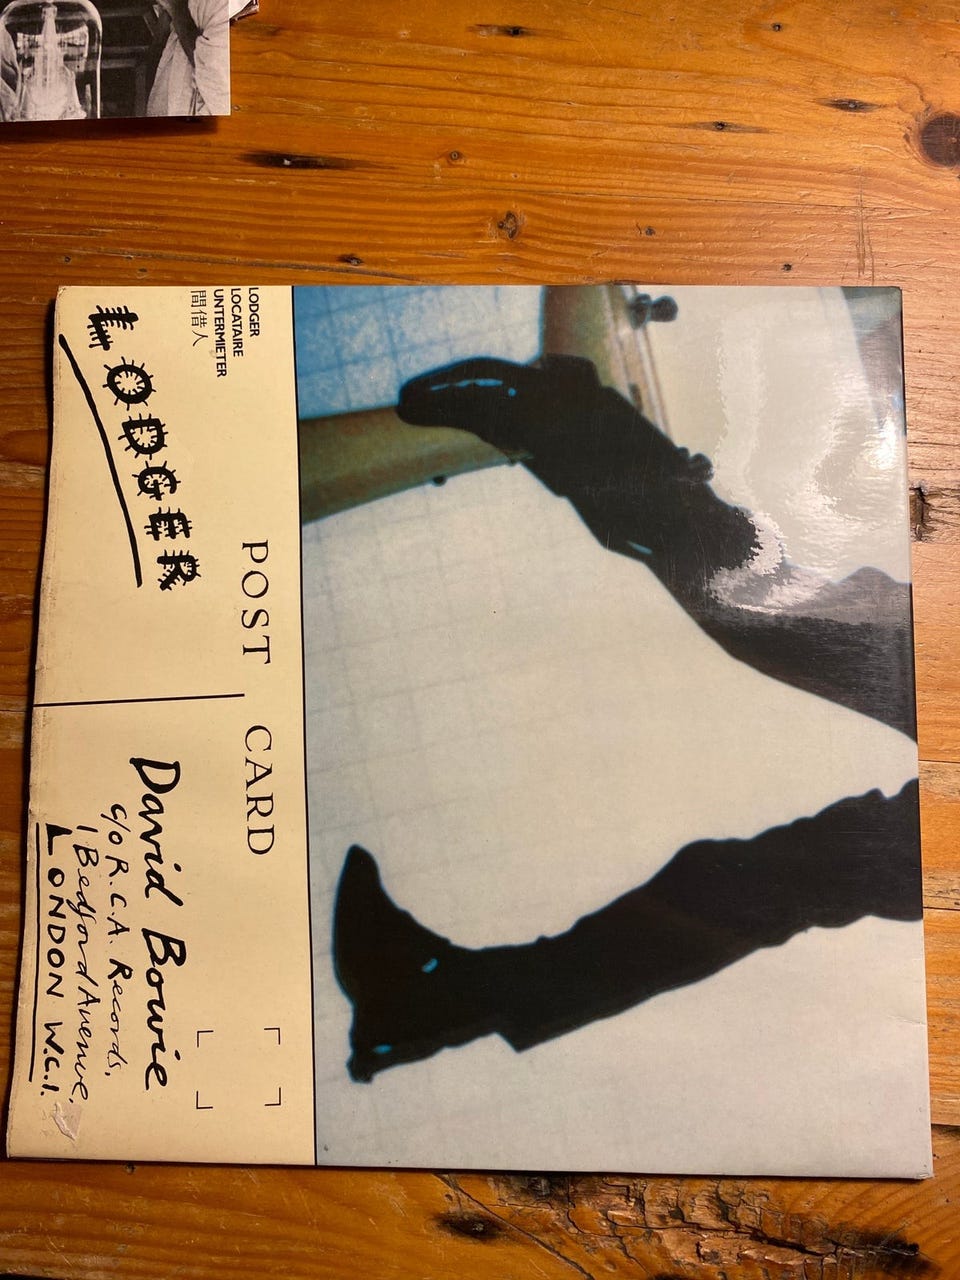 LODGER
LOCATAIRE
UNTERMIETER
間借人
POST CARD
LODGER
David Bowie
c/o R.C.A. Records,
1 Bedford Avenue,
LONDON W.C.1.